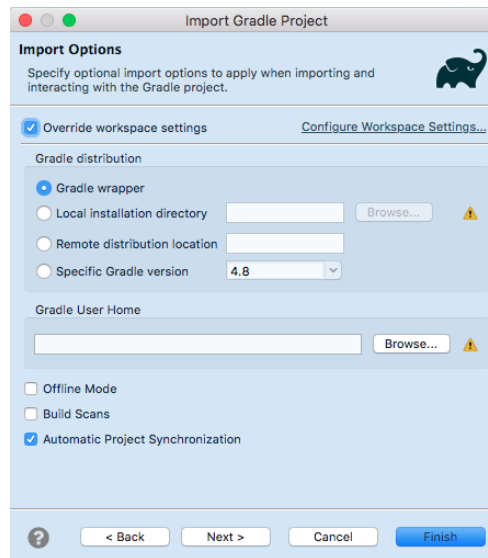 Import Gradle Project
Import Options
Specify optional import options to apply when importing and
interacting with the Gradle project.
Override workspace settings
Configure Workspace Settings...
Gradle distribution
Gradle wrapper
Local installation directory
Browse...
Remote distribution location
Specific Gradle version
4.8
Gradle User Home
Browse...
Offline Mode
Build Scans
Automatic Project Synchronization
?
< Back
Next >
Cancel
Finish